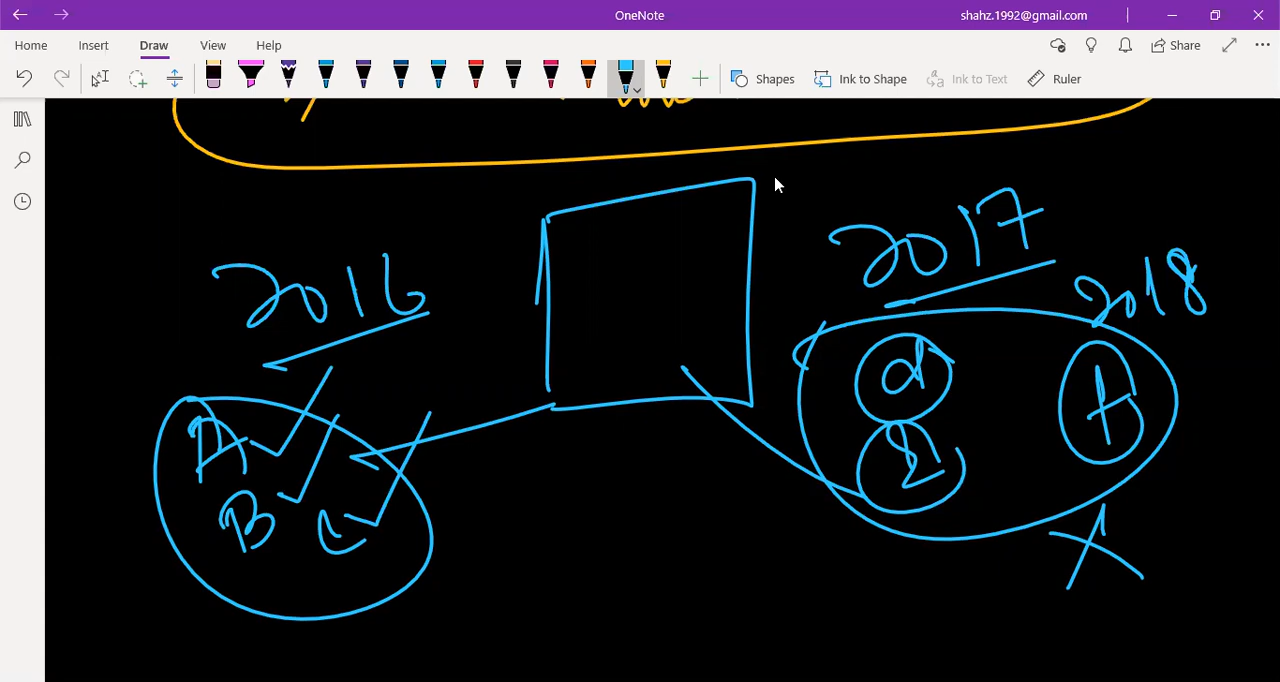 OneNote
shahz.1992@gmail.com
Home Insert Draw View Help
Share
Shapes Ink to Shape Ink to Text Ruler
2016
2017
2018
A
B C
d
f